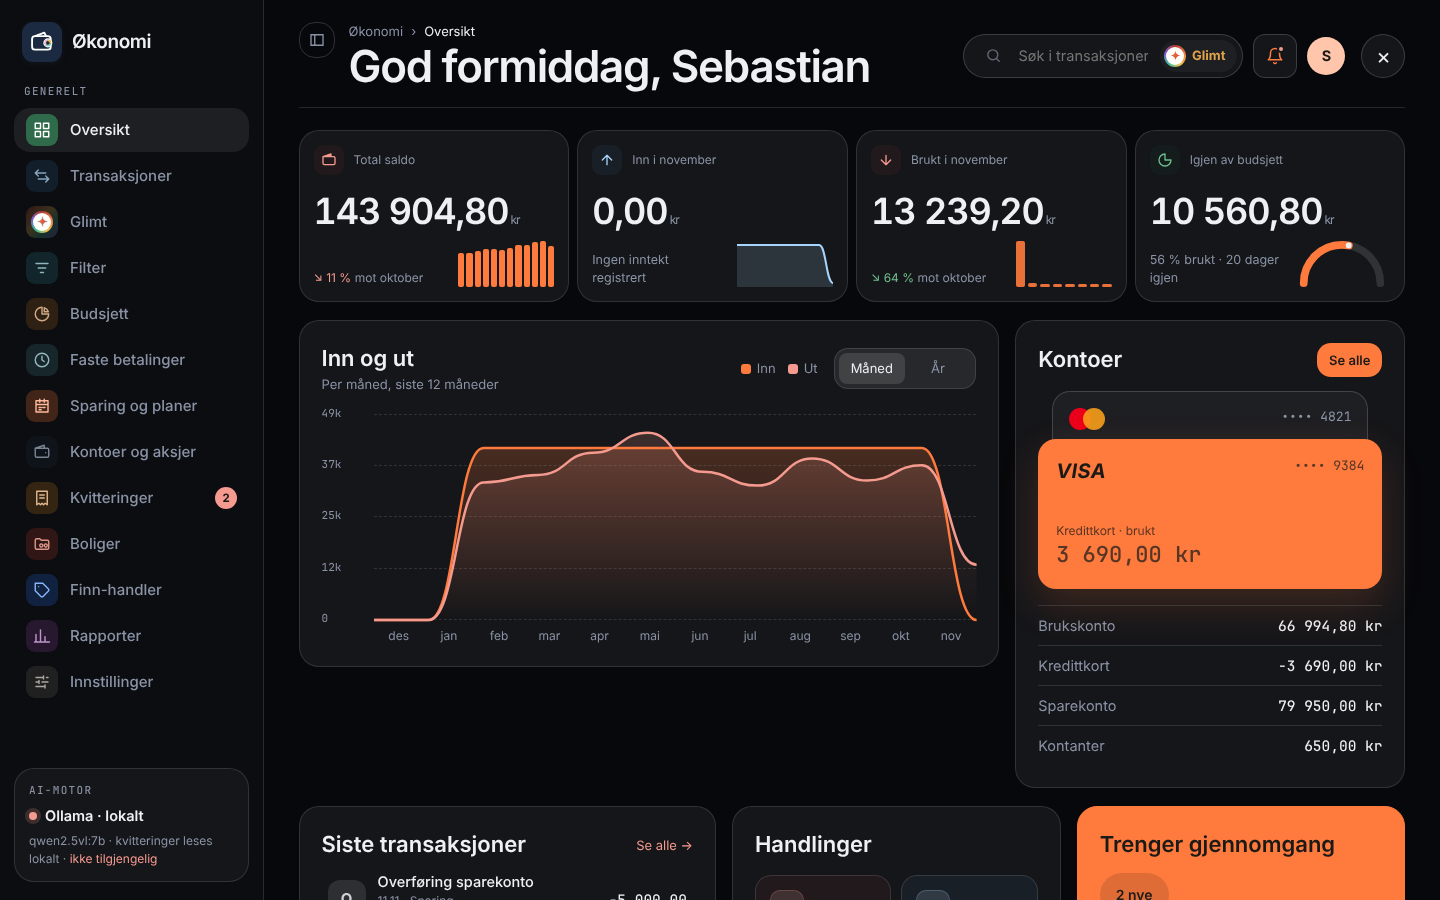 Økonomi
GENERELT
Oversikt
Transaksjoner
Glimt
Filter
Budsjett
Faste betalinger
Sparing og planer
Kontoer og aksjer
Kvitteringer 2
Boliger
Finn-handler
Rapporter
Innstillinger
AI-MOTOR
Ollama · lokalt
qwen2.5vl:7b · kvitteringer leses
lokalt · ikke tilgjengelig
Økonomi › Oversikt
God formiddag, Sebastian
Søk i transaksjoner Glimt
S
Total saldo
143 904,80 kr
↘ 11 % mot oktober
Inn i november
0,00 kr
Ingen inntekt
registrert
Brukt i november
13 239,20 kr
↘ 64 % mot oktober
Igjen av budsjett
10 560,80 kr
56 % brukt · 20 dager
igjen
Inn og ut
Per måned, siste 12 måneder
Inn Ut
Måned År
49k
37k
25k
12k
0
des jan feb mar apr mai jun jul aug sep okt nov
Kontoer
Se alle
•••• 4821
VISA •••• 9384
Kredittkort · brukt
3 690,00 kr
Brukskonto 66 994,80 kr
Kredittkort -3 690,00 kr
Sparekonto 79 950,00 kr
Kontanter 650,00 kr
Siste transaksjoner
Se alle →
Overføring sparekonto
11.11 · Sparing
-5 000,00
Handlinger
Trenger gjennomgang
2 nye